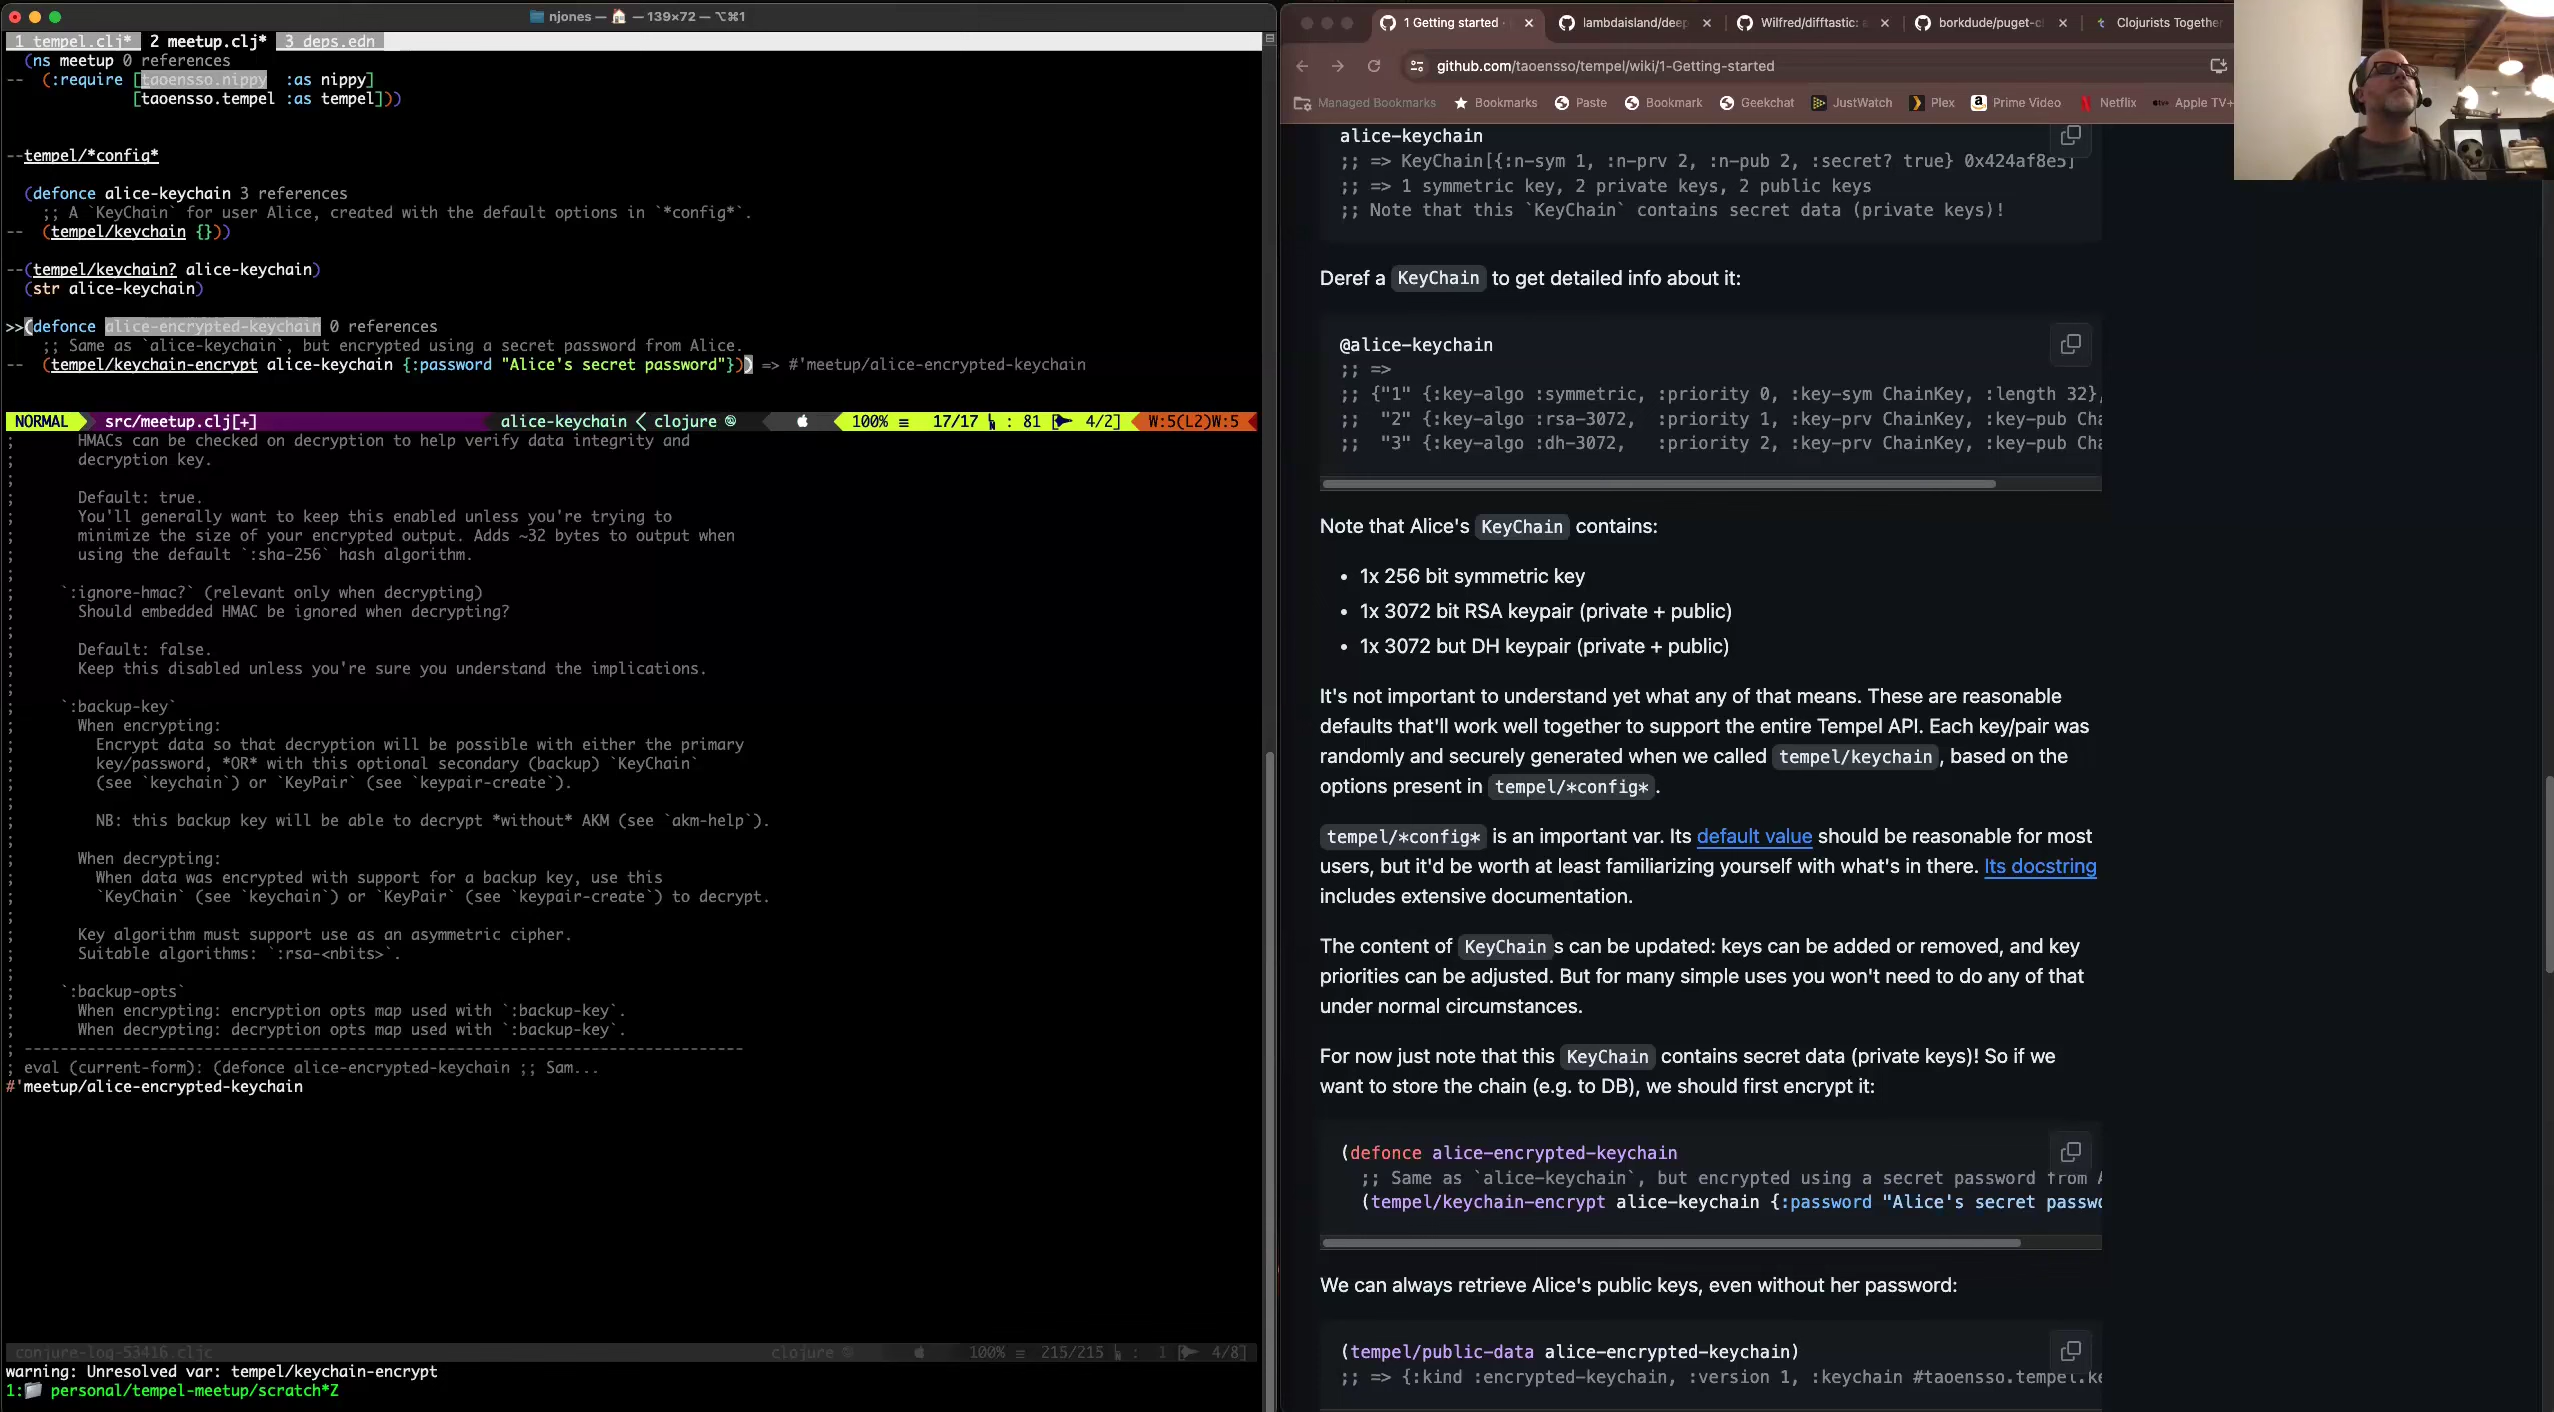 njones — 🏠 — 139×72 — ⌥⌘1
1 tempel.clj* 2 meetup.clj* 3 deps.edn
(ns meetup 0 references
-- (:require [taoensso.nippy :as nippy]
[taoensso.tempel :as tempel]))
--tempel/*config*
(defonce alice-keychain 3 references
;; A `KeyChain` for user Alice, created with the default options in `*config*`.
-- (tempel/keychain {}))
--(tempel/keychain? alice-keychain)
(str alice-keychain)
>>(defonce alice-encrypted-keychain 0 references
;; Same as `alice-keychain`, but encrypted using a secret password from Alice.
-- (tempel/keychain-encrypt alice-keychain {:password "Alice's secret password"})) => #'meetup/alice-encrypted-keychain
NORMAL src/meetup.clj[+] alice-keychain < clojure 100% ≡ 17/17 : 81 4/2] W:5(L2)W:5
; HMACs can be checked on decryption to help verify data integrity and
; decryption key.
;
; Default: true.
; You'll generally want to keep this enabled unless you're trying to
; minimize the size of your encrypted output. Adds ~32 bytes to output when
; using the default `:sha-256` hash algorithm.
;
; `:ignore-hmac?` (relevant only when decrypting)
; Should embedded HMAC be ignored when decrypting?
;
; Default: false.
; Keep this disabled unless you're sure you understand the implications.
;
; `:backup-key`
; When encrypting:
; Encrypt data so that decryption will be possible with either the primary
; key/password, *OR* with this optional secondary (backup) `KeyChain`
; (see `keychain`) or `KeyPair` (see `keypair-create`).
;
; NB: this backup key will be able to decrypt *without* AKM (see `akm-help`).
;
; When decrypting:
; When data was encrypted with support for a backup key, use this
; `KeyChain` (see `keychain`) or `KeyPair` (see `keypair-create`) to decrypt.
;
; Key algorithm must support use as an asymmetric cipher.
; Suitable algorithms: `:rsa-<nbits>`.
;
; `:backup-opts`
; When encrypting: encryption opts map used with `:backup-key`.
; When decrypting: decryption opts map used with `:backup-key`.
; --------------------------------------------------------------------------------
; eval (current-form): (defonce alice-encrypted-keychain ;; Sam...
#'meetup/alice-encrypted-keychain
conjure-log-53416.cljc clojure 100% ≡ 215/215 : 1 4/8]
warning: Unresolved var: tempel/keychain-encrypt
1: personal/tempel-meetup/scratch*Z
1 Getting started · lambdaisland/deep Wilfred/difftastic: a borkdude/puget-c Clojurists Together
github.com/taoensso/tempel/wiki/1-Getting-started
Managed Bookmarks Bookmarks Paste Bookmark Geekchat JustWatch Plex Prime Video Netflix Apple TV+
alice-keychain
;; => KeyChain[{:n-sym 1, :n-prv 2, :n-pub 2, :secret? true} 0x424af8e5]
;; => 1 symmetric key, 2 private keys, 2 public keys
;; Note that this `KeyChain` contains secret data (private keys)!
Deref a KeyChain to get detailed info about it:
@alice-keychain
;; =>
;; {"1" {:key-algo :symmetric, :priority 0, :key-sym ChainKey, :length 32},
;; "2" {:key-algo :rsa-3072, :priority 1, :key-prv ChainKey, :key-pub Cha
;; "3" {:key-algo :dh-3072, :priority 2, :key-prv ChainKey, :key-pub Cha
Note that Alice's KeyChain contains:
• 1x 256 bit symmetric key
• 1x 3072 bit RSA keypair (private + public)
• 1x 3072 but DH keypair (private + public)
It's not important to understand yet what any of that means. These are reasonable
defaults that'll work well together to support the entire Tempel API. Each key/pair was
randomly and securely generated when we called tempel/keychain, based on the
options present in tempel/*config*.
tempel/*config* is an important var. Its default value should be reasonable for most
users, but it'd be worth at least familiarizing yourself with what's in there. Its docstring
includes extensive documentation.
The content of KeyChains can be updated: keys can be added or removed, and key
priorities can be adjusted. But for many simple uses you won't need to do any of that
under normal circumstances.
For now just note that this KeyChain contains secret data (private keys)! So if we
want to store the chain (e.g. to DB), we should first encrypt it:
(defonce alice-encrypted-keychain
;; Same as `alice-keychain`, but encrypted using a secret password from A
(tempel/keychain-encrypt alice-keychain {:password "Alice's secret passwo
We can always retrieve Alice's public keys, even without her password:
(tempel/public-data alice-encrypted-keychain)
;; => {:kind :encrypted-keychain, :version 1, :keychain #taoensso.tempel.ke